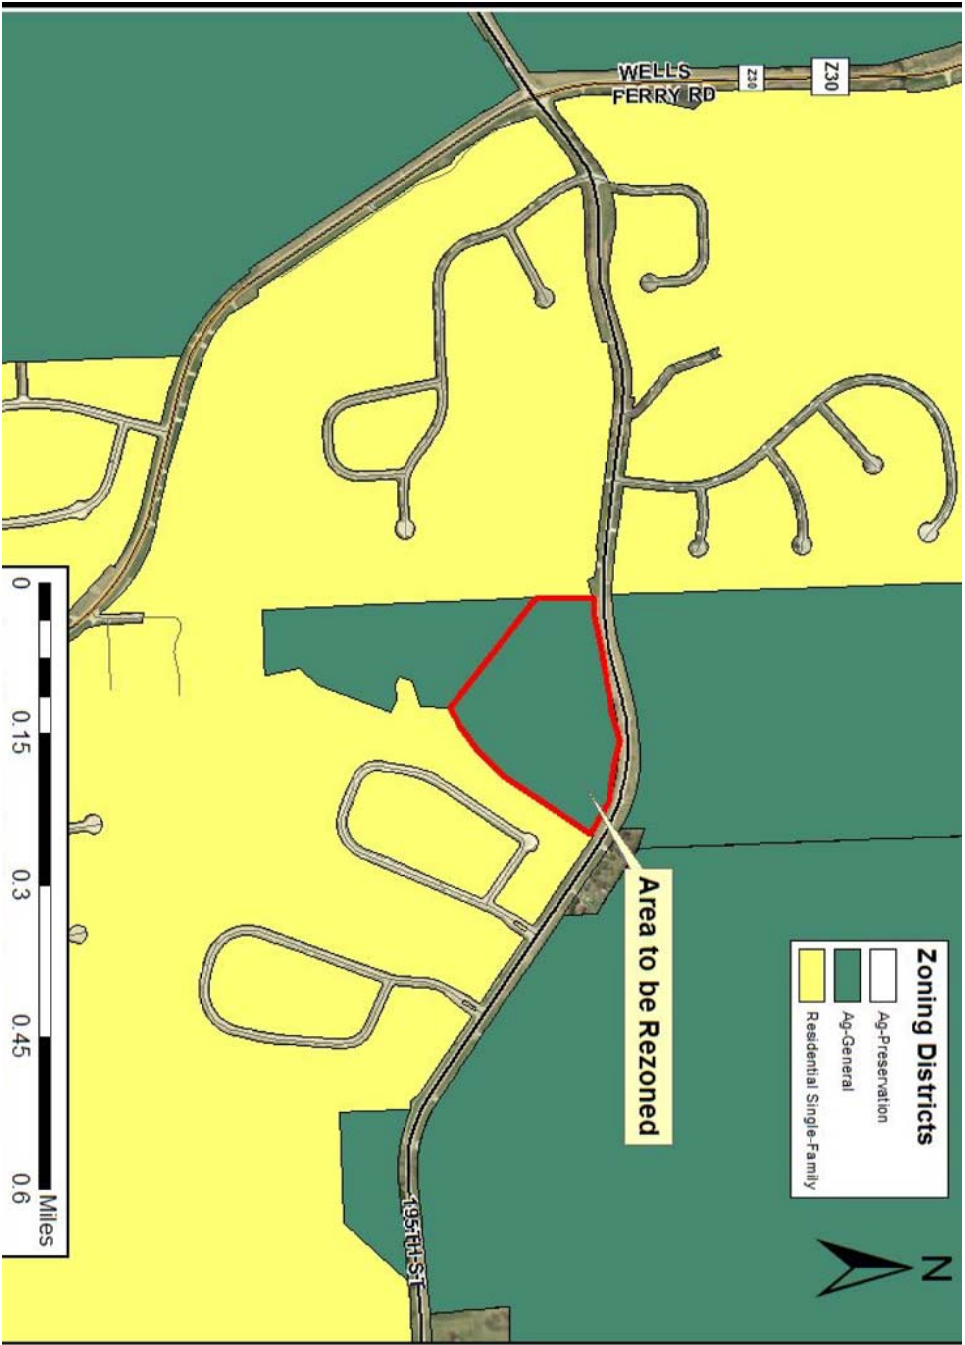 WELLS
FERRY RD
Z30
Z30
Zoning Districts
Ag-Preservation
Ag-General
Residential Single-Family
N
Area to be Rezoned
195TH ST
0 0.15 0.3 0.45 0.6
Miles